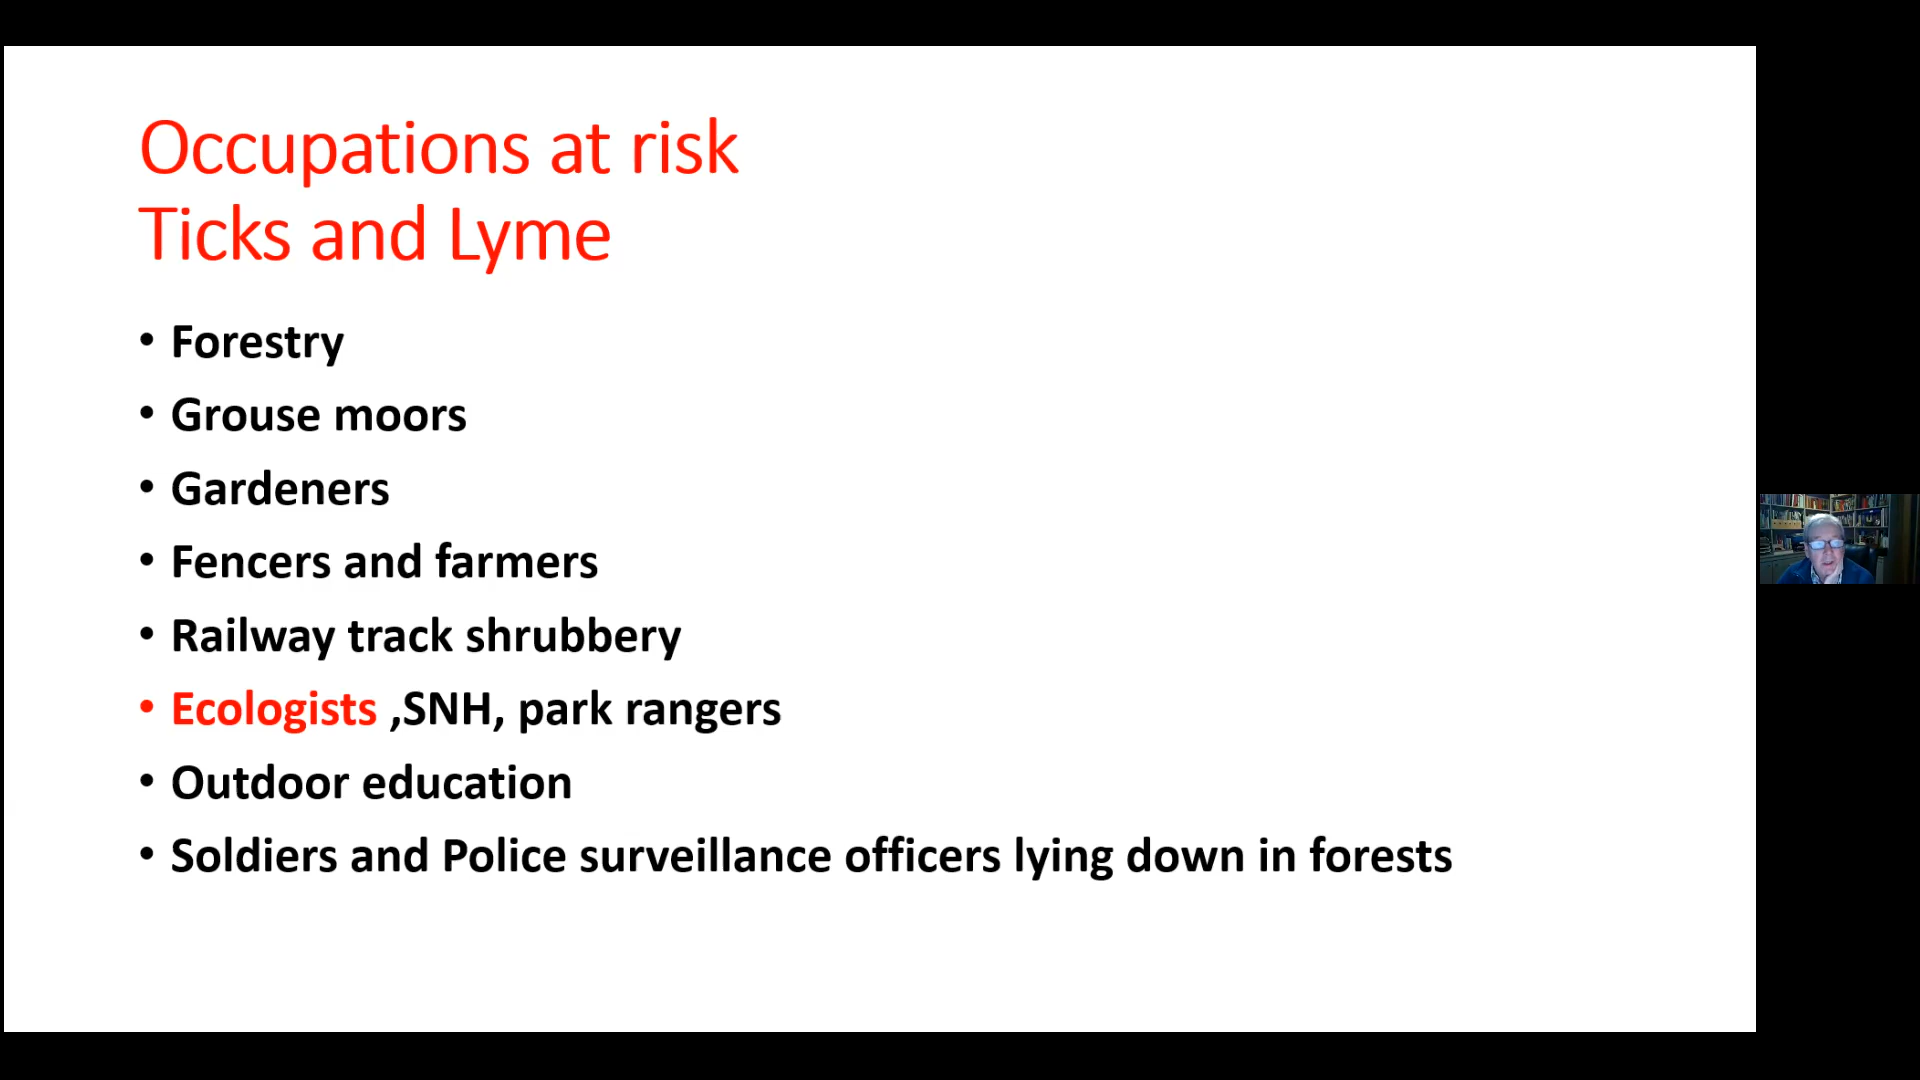 Occupations at risk
Ticks and Lyme
• Forestry
• Grouse moors
• Gardeners
• Fencers and farmers
• Railway track shrubbery
• Ecologists ,SNH, park rangers
• Outdoor education
• Soldiers and Police surveillance officers lying down in forests